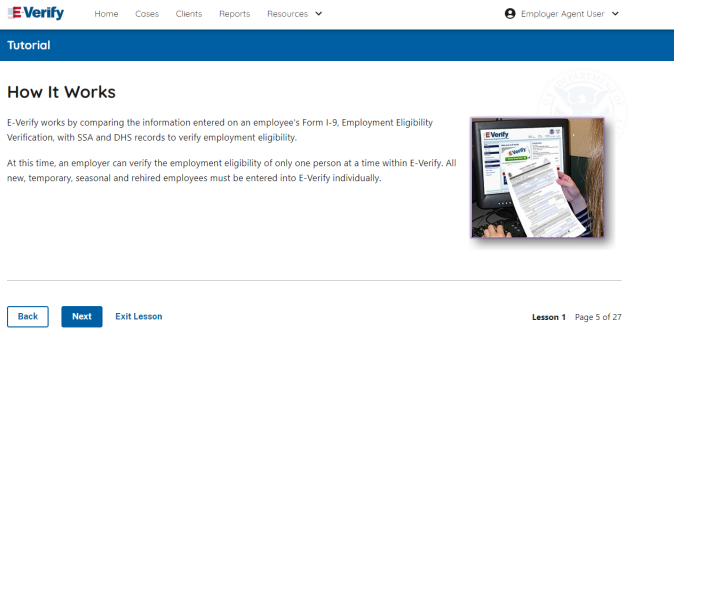 E-Verify
Home Cases Clients Reports Resources
Employer Agent User
Tutorial
How It Works
E-Verify works by comparing the information entered on an employee's Form I-9, Employment Eligibility
Verification, with SSA and DHS records to verify employment eligibility.
At this time, an employer can verify the employment eligibility of only one person at a time within E-Verify. All
new, temporary, seasonal and rehired employees must be entered into E-Verify individually.
E-Verify
E-Verify
Back Next Exit Lesson
Lesson 1 Page 5 of 27